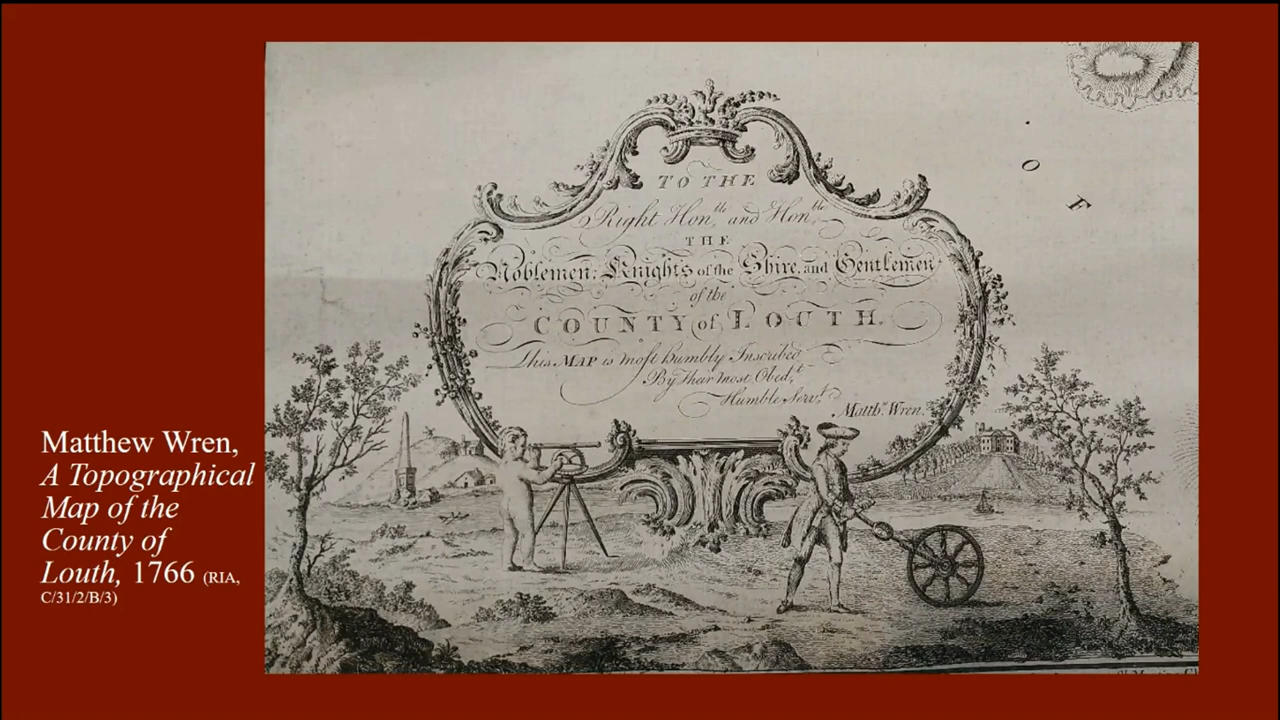 Matthew Wren,
A Topographical
Map of the
County of
Louth, 1766 (RIA,
C/31/2/B/3)
TO THE
Right Hon.ble and Hon.ble
THE
Noblemen, Knights of the Shire, and Gentlemen
of the
COUNTY of LOUTH.
This MAP is most humbly Inscribed
By Their most Obed.t
Humble Serv.t
Matth.w Wren.
O F